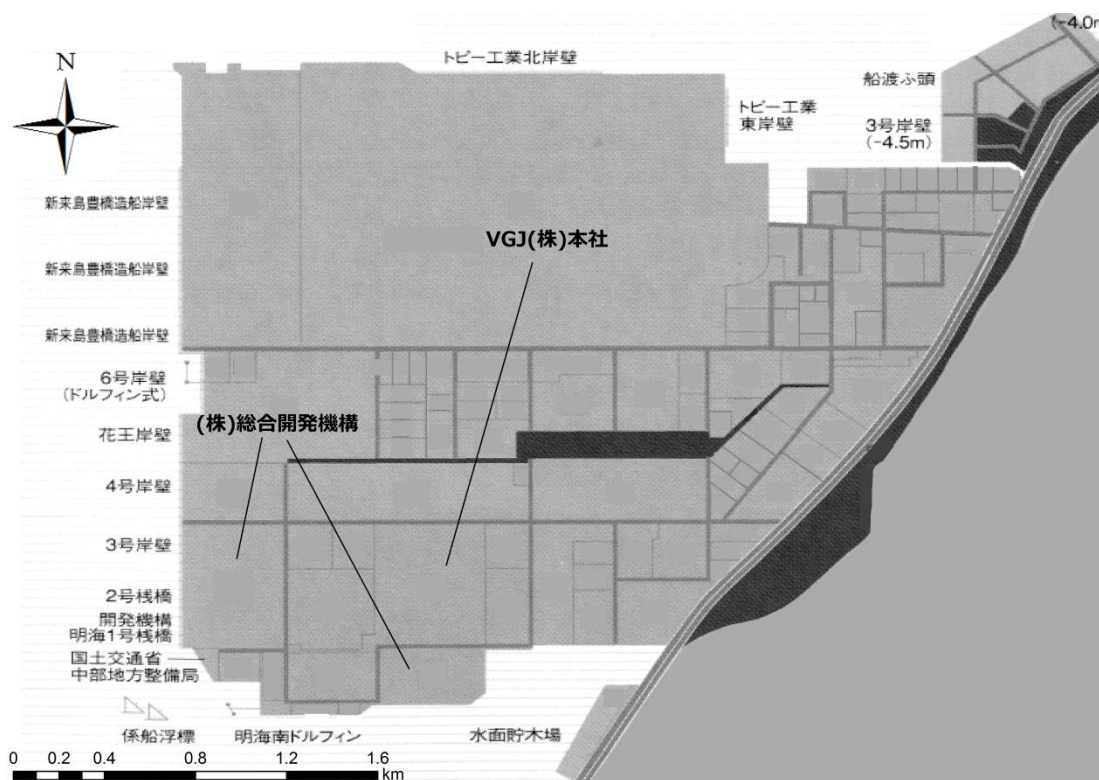 (-4.0m
N
トピー工業北岸壁
船渡ふ頭
トピー工業
東岸壁
3号岸壁
(-4.5m)
新来島豊橋造船岸壁
VGJ(株)本社
新来島豊橋造船岸壁
新来島豊橋造船岸壁
6号岸壁
(ドルフィン式)
(株)総合開発機構
花王岸壁
4号岸壁
3号岸壁
2号桟橋
開発機構
明海1号桟橋
国土交通省
中部地方整備局
係船浮標
明海南ドルフィン
水面貯木場
0 0.2 0.4 0.8 1.2 1.6
km